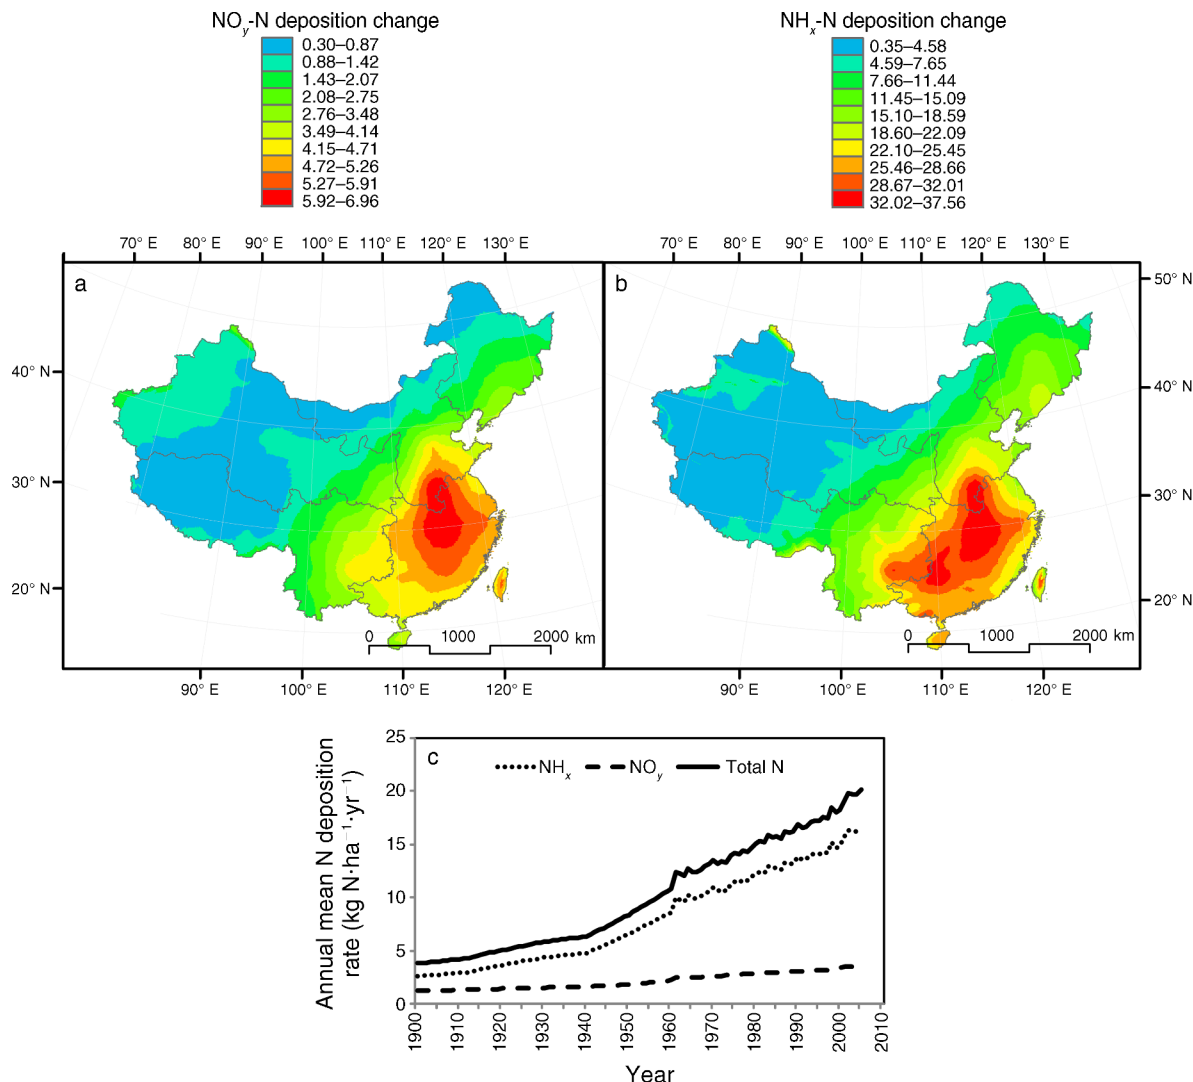 NOy-N deposition change
0.30–0.87
0.88–1.42
1.43–2.07
2.08–2.75
2.76–3.48
3.49–4.14
4.15–4.71
4.72–5.26
5.27–5.91
5.92–6.96
NHx-N deposition change
0.35–4.58
4.59–7.65
7.66–11.44
11.45–15.09
15.10–18.59
18.60–22.09
22.10–25.45
25.46–28.66
28.67–32.01
32.02–37.56
70° E 80° E 90° E 100° E 110° E 120° E 130° E
70° E 80° E 90° E 100° E 110° E 120° E 130° E
a
b
40° N
30° N
20° N
50° N
40° N
30° N
20° N
0 1000 2000 km
0 1000 2000 km
90° E 100° E 110° E 120° E
90° E 100° E 110° E 120° E
c
NHx NOy Total N
Annual mean N deposition
rate (kg N·ha−1·yr−1)
25
20
15
10
5
0
1900 1910 1920 1930 1940 1950 1960 1970 1980 1990 2000 2010
Year